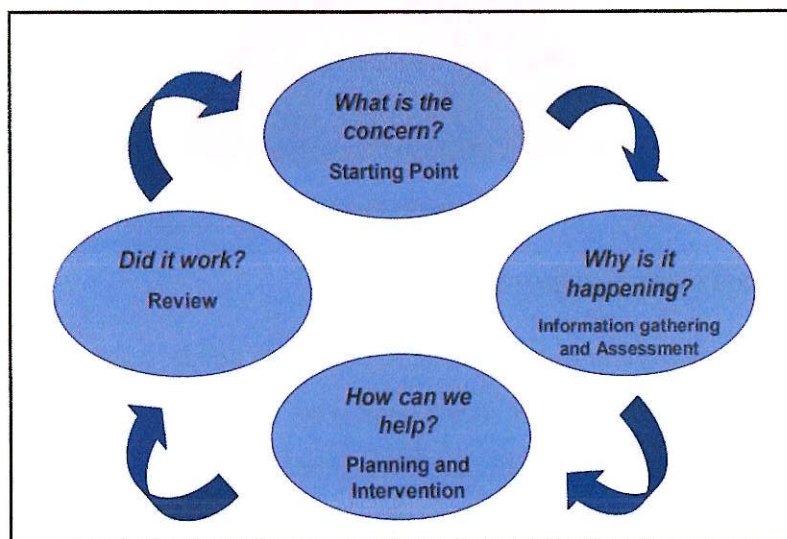 What is the
concern?
Starting Point
Why is it
happening?
Information gathering
and Assessment
How can we
help?
Planning and
Intervention
Did it work?
Review